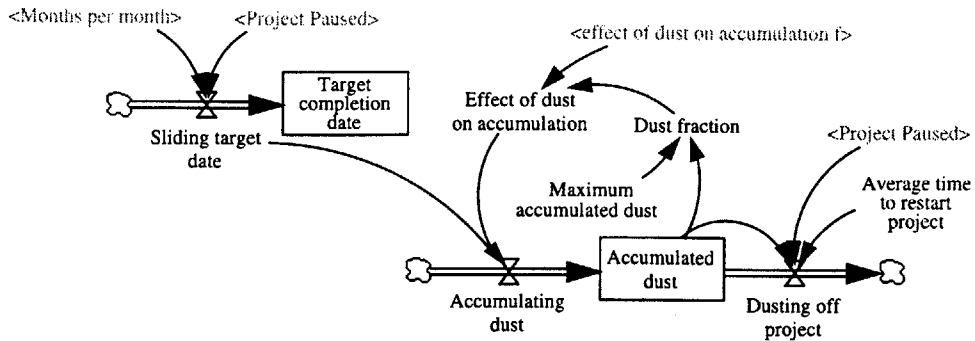 <Months per month>
<Project Paused>
Target
completion
date
Sliding target
date
<effect of dust on accumulation f>
Effect of dust
on accumulation
Dust fraction
Maximum
accumulated dust
<Project Paused>
Average time
to restart
project
Accumulated
dust
Accumulating
dust
Dusting off
project